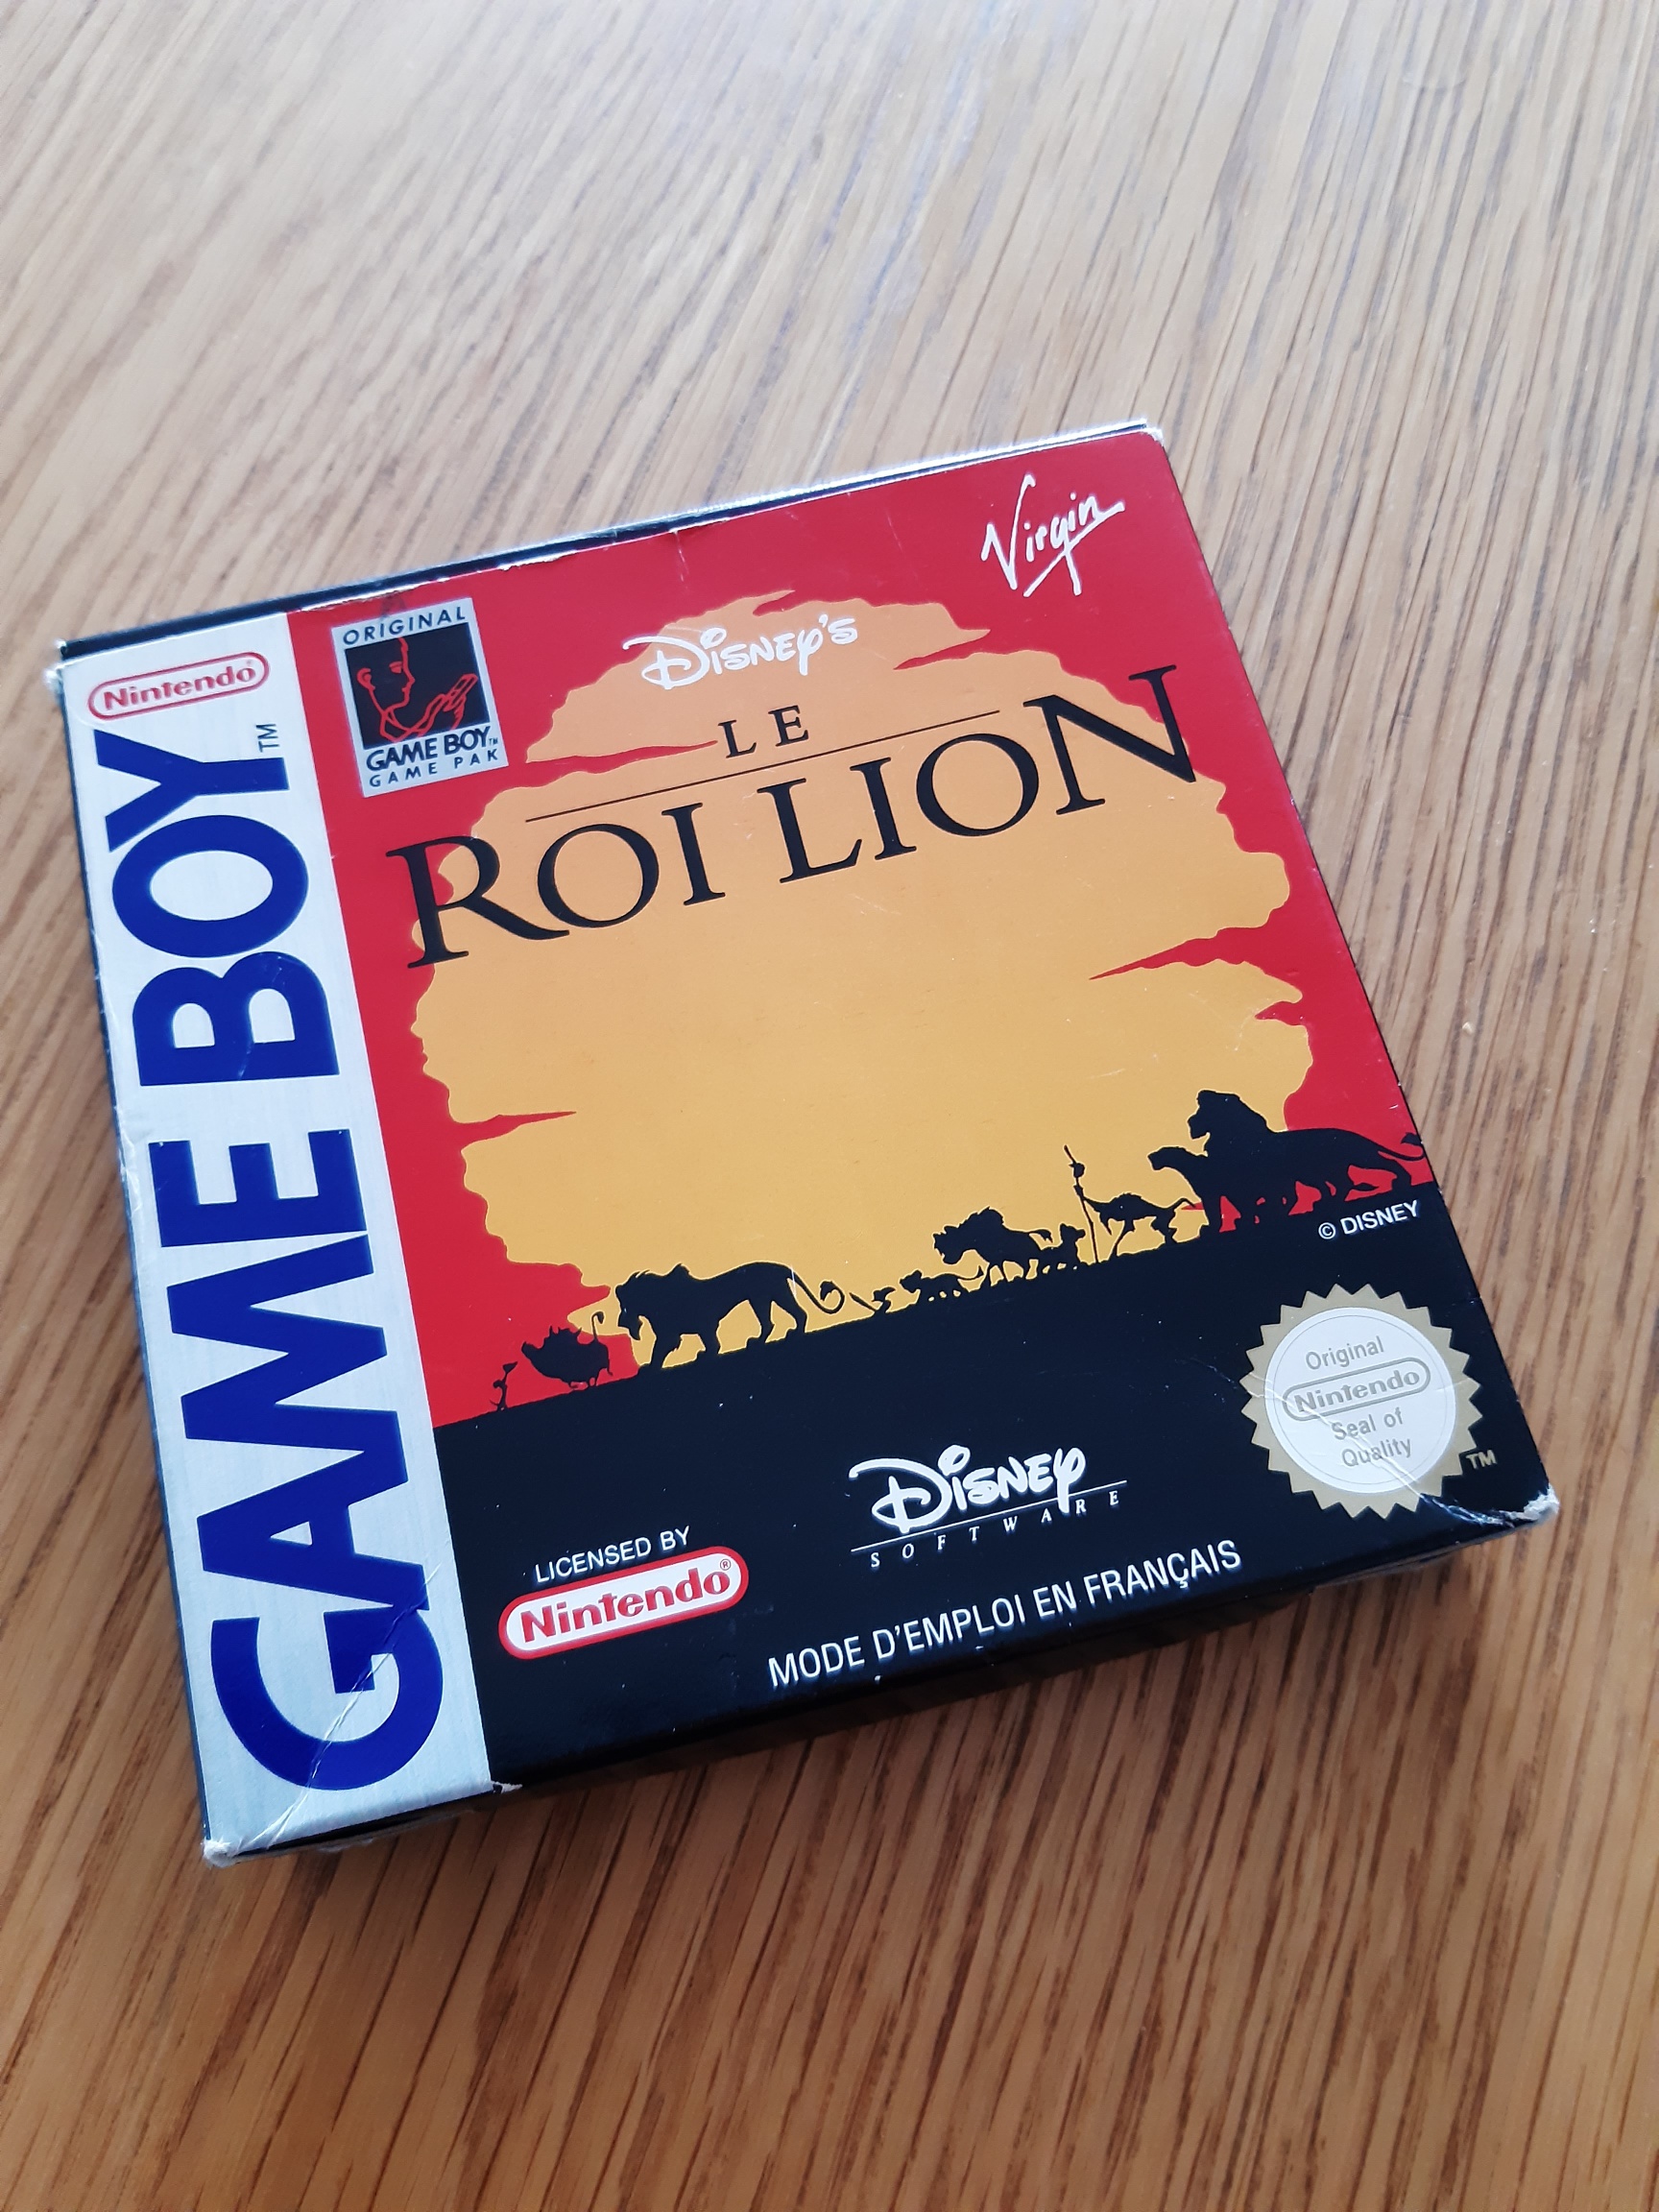 Nintendo®
GAME BOY™
ORIGINAL
GAME BOY™
GAME PAK
Virgin
Disney's
LE
ROI LION
© DISNEY
Original
Nintendo
Seal of
Quality
TM
Disney
SOFTWARE
LICENSED BY
Nintendo®
MODE D'EMPLOI EN FRANÇAIS